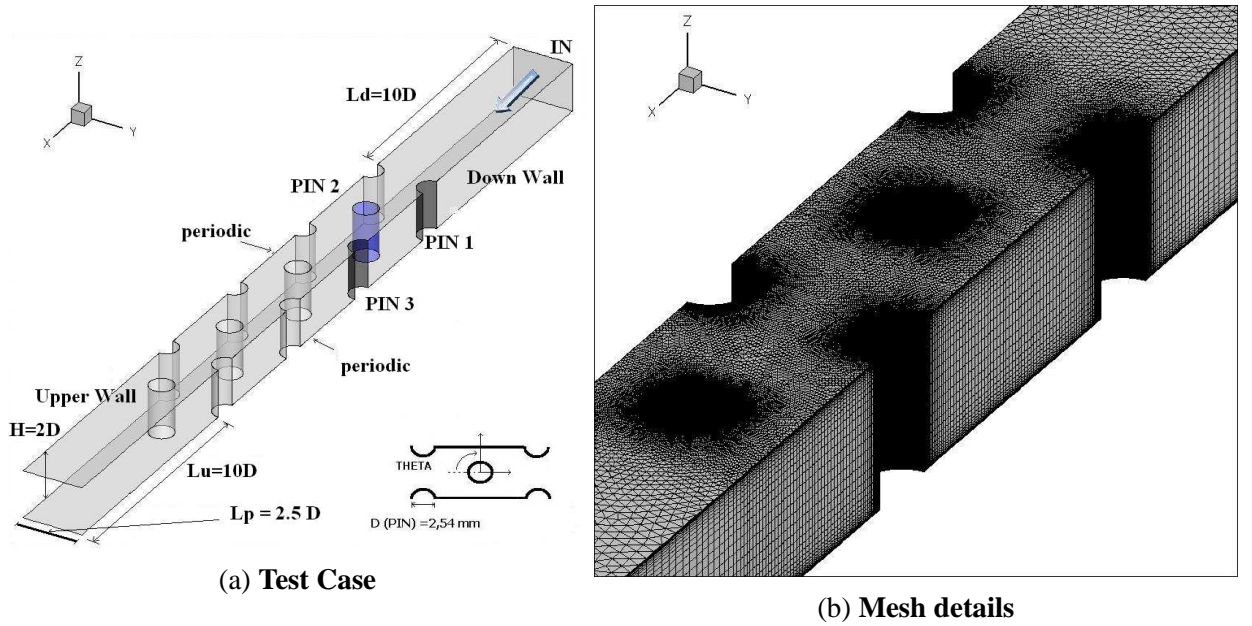 IN
Z
X
Y
Ld=10D
PIN 2
Down Wall
periodic
PIN 1
PIN 3
periodic
Upper Wall
H=2D
Lu=10D
THETA
Lp = 2.5 D
D (PIN) =2,54 mm
(a) Test Case
Z
X
Y
(b) Mesh details